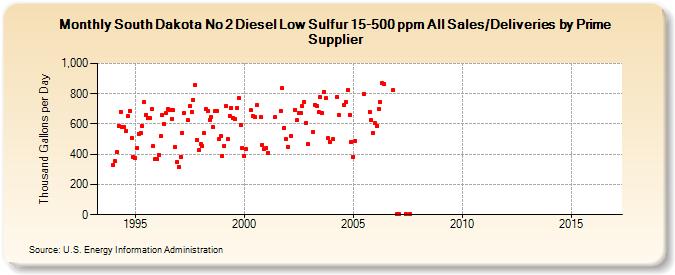 Monthly South Dakota No 2 Diesel Low Sulfur 15-500 ppm All Sales/Deliveries by Prime
Supplier
Thousand Gallons per Day
1,000
800
600
400
200
0
1995
2000
2005
2010
2015
Source: U.S. Energy Information Administration